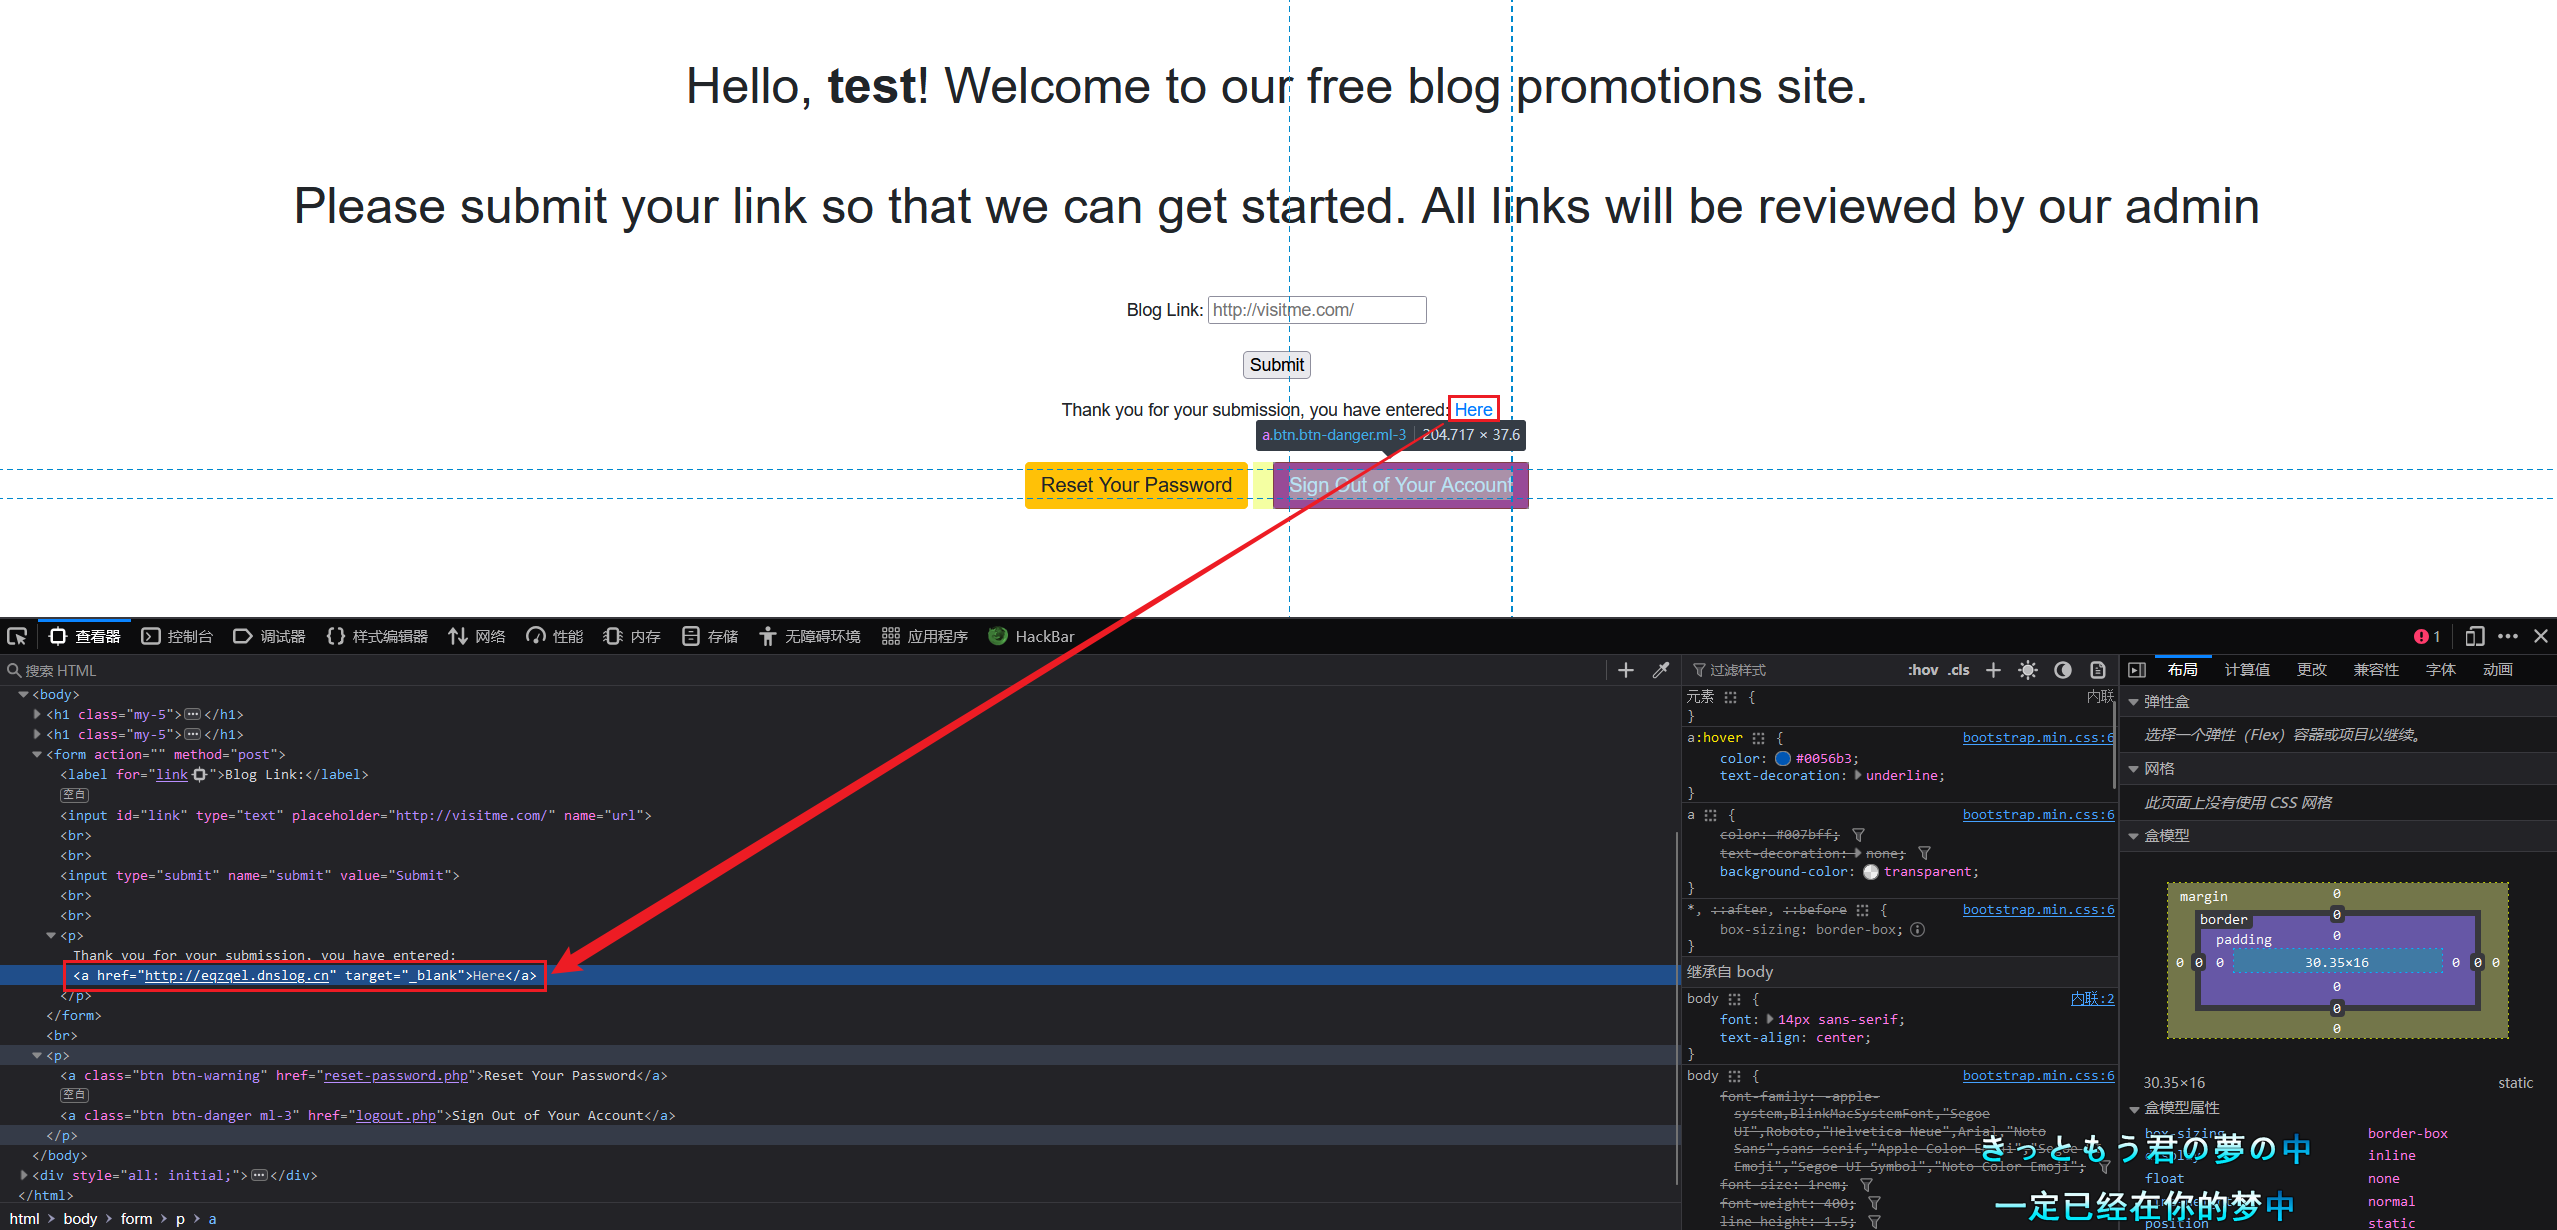 Hello, test! Welcome to our free blog promotions site.
Please submit your link so that we can get started. All links will be reviewed by our admin
Blog Link: http://visitme.com/
Submit
Thank you for your submission, you have entered: Here
a.btn.btn-danger.ml-3 204.717 × 37.6
Reset Your Password Sign Out of Your Account
查看器 控制台 调试器 样式编辑器 网络 性能 内存 存储 无障碍环境 应用程序 HackBar 1
搜索 HTML
<body>
<h1 class="my-5"></h1>
<h1 class="my-5"></h1>
<form action="" method="post">
<label for="link">Blog Link:</label>
空白
<input id="link" type="text" placeholder="http://visitme.com/" name="url">
<br>
<br>
<input type="submit" name="submit" value="Submit">
<br>
<br>
<p>
Thank you for your submission, you have entered:
<a href="http://eqzqel.dnslog.cn" target="_blank">Here</a>
</p>
</form>
<br>
<p>
<a class="btn btn-warning" href="reset-password.php">Reset Your Password</a>
空白
<a class="btn btn-danger ml-3" href="logout.php">Sign Out of Your Account</a>
</p>
</body>
<div style="all: initial;"></div>
</html>
html > body > form > p > a
过滤样式 :hov .cls
元素 { 内联
}
a:hover { bootstrap.min.css:6
color: #0056b3;
text-decoration: underline;
}
a { bootstrap.min.css:6
color: #007bff;
text-decoration: none;
background-color: transparent;
}
*, ::after, ::before { bootstrap.min.css:6
box-sizing: border-box;
}
继承自 body
body { 内联:2
font: 14px sans-serif;
text-align: center;
}
body { bootstrap.min.css:6
font-family: -apple-
system,BlinkMacSystemFont,"Segoe
UI",Roboto,"Helvetica Neue",Arial,"Noto
Sans",sans-serif,"Apple Color Emoji","Segoe UI
Emoji","Segoe UI Symbol","Noto Color Emoji";
font-size: 1rem;
font-weight: 400;
line-height: 1.5;
布局 计算值 更改 兼容性 字体 动画
弹性盒
选择一个弹性（Flex）容器或项目以继续。
网格
此页面上没有使用 CSS 网格
盒模型
margin 0
border 0
padding 0
0 0 0 30.35×16 0 0 0
0
0
0
30.35×16 static
盒模型属性
box-sizing border-box
display inline
float none
normal
position static
きっともう君の夢の中
一定已经在你的梦中